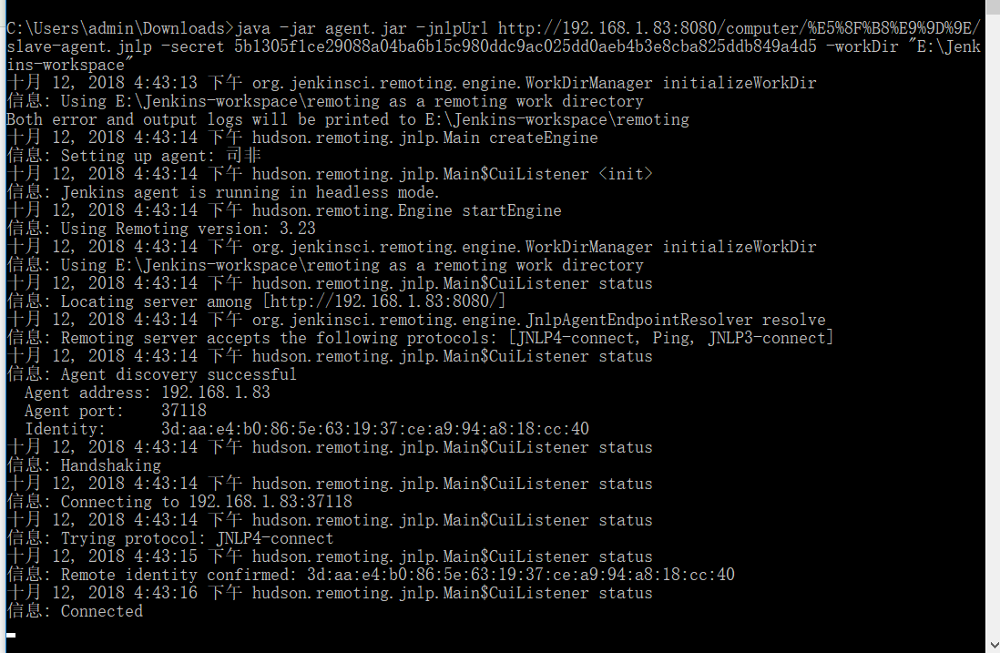 C:\Users\admin\Downloads>java -jar agent.jar -jnlpUrl http://192.168.1.83:8080/computer/%E5%8F%B8%E9%9D%9E/
slave-agent.jnlp -secret 5b1305f1ce29088a04ba6b15c980ddc9ac025dd0aeb4b3e8cba825ddb849a4d5 -workDir "E:\Jenk
ins-workspace"
十月 12, 2018 4:43:13 下午 org.jenkinsci.remoting.engine.WorkDirManager initializeWorkDir
信息: Using E:\Jenkins-workspace\remoting as a remoting work directory
Both error and output logs will be printed to E:\Jenkins-workspace\remoting
十月 12, 2018 4:43:14 下午 hudson.remoting.jnlp.Main createEngine
信息: Setting up agent: 司非
十月 12, 2018 4:43:14 下午 hudson.remoting.jnlp.Main$CuiListener <init>
信息: Jenkins agent is running in headless mode.
十月 12, 2018 4:43:14 下午 hudson.remoting.Engine startEngine
信息: Using Remoting version: 3.23
十月 12, 2018 4:43:14 下午 org.jenkinsci.remoting.engine.WorkDirManager initializeWorkDir
信息: Using E:\Jenkins-workspace\remoting as a remoting work directory
十月 12, 2018 4:43:14 下午 hudson.remoting.jnlp.Main$CuiListener status
信息: Locating server among [http://192.168.1.83:8080/]
十月 12, 2018 4:43:14 下午 org.jenkinsci.remoting.engine.JnlpAgentEndpointResolver resolve
信息: Remoting server accepts the following protocols: [JNLP4-connect, Ping, JNLP3-connect]
十月 12, 2018 4:43:14 下午 hudson.remoting.jnlp.Main$CuiListener status
信息: Agent discovery successful
  Agent address: 192.168.1.83
  Agent port:    37118
  Identity:      3d:aa:e4:b0:86:5e:63:19:37:ce:a9:94:a8:18:cc:40
十月 12, 2018 4:43:14 下午 hudson.remoting.jnlp.Main$CuiListener status
信息: Handshaking
十月 12, 2018 4:43:14 下午 hudson.remoting.jnlp.Main$CuiListener status
信息: Connecting to 192.168.1.83:37118
十月 12, 2018 4:43:14 下午 hudson.remoting.jnlp.Main$CuiListener status
信息: Trying protocol: JNLP4-connect
十月 12, 2018 4:43:15 下午 hudson.remoting.jnlp.Main$CuiListener status
信息: Remote identity confirmed: 3d:aa:e4:b0:86:5e:63:19:37:ce:a9:94:a8:18:cc:40
十月 12, 2018 4:43:16 下午 hudson.remoting.jnlp.Main$CuiListener status
信息: Connected